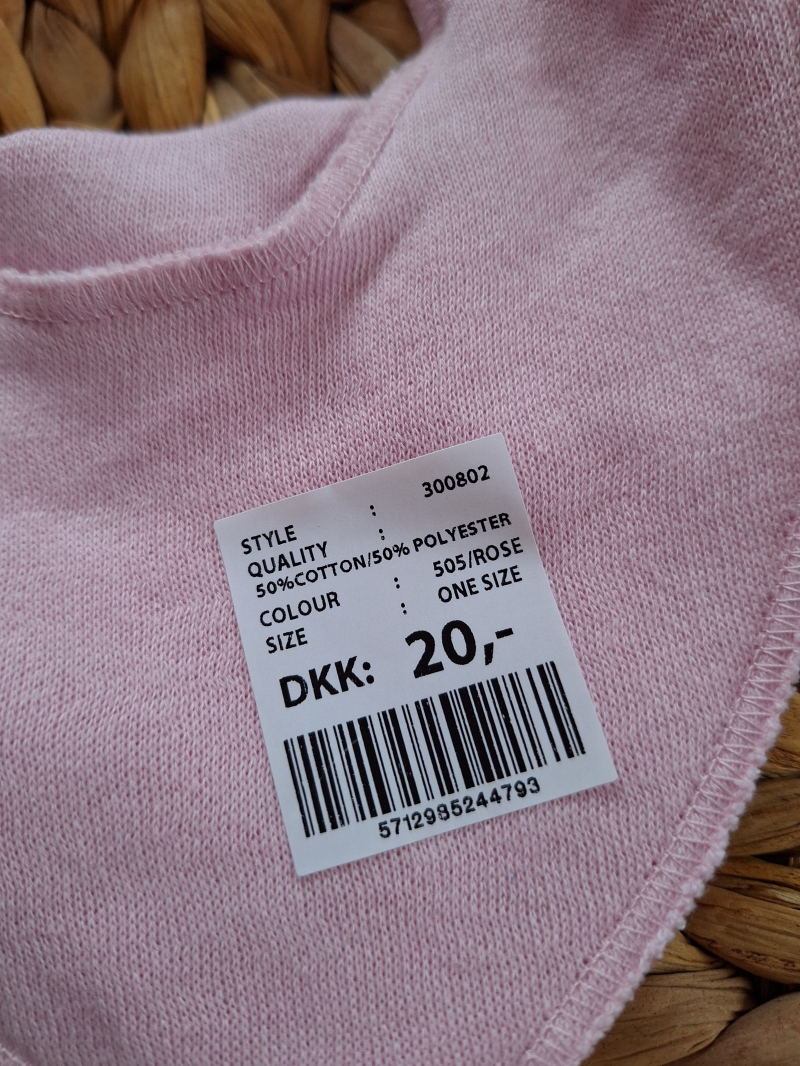 STYLE : 300802
QUALITY :
50%COTTON/50% POLYESTER
COLOUR : 505/ROSE
SIZE : ONE SIZE
DKK: 20,-
5712985244793